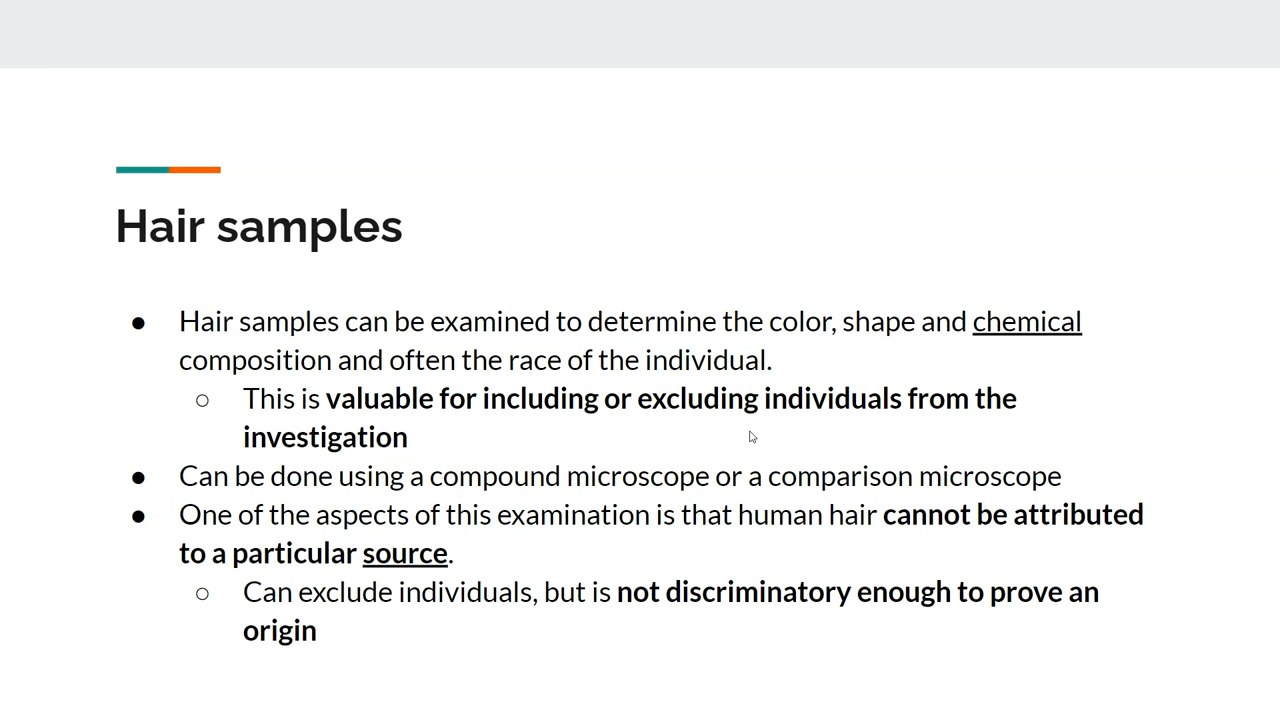 Hair samples
● Hair samples can be examined to determine the color, shape and chemical
composition and often the race of the individual.
○ This is valuable for including or excluding individuals from the
investigation
● Can be done using a compound microscope or a comparison microscope
● One of the aspects of this examination is that human hair cannot be attributed
to a particular source.
○ Can exclude individuals, but is not discriminatory enough to prove an
origin